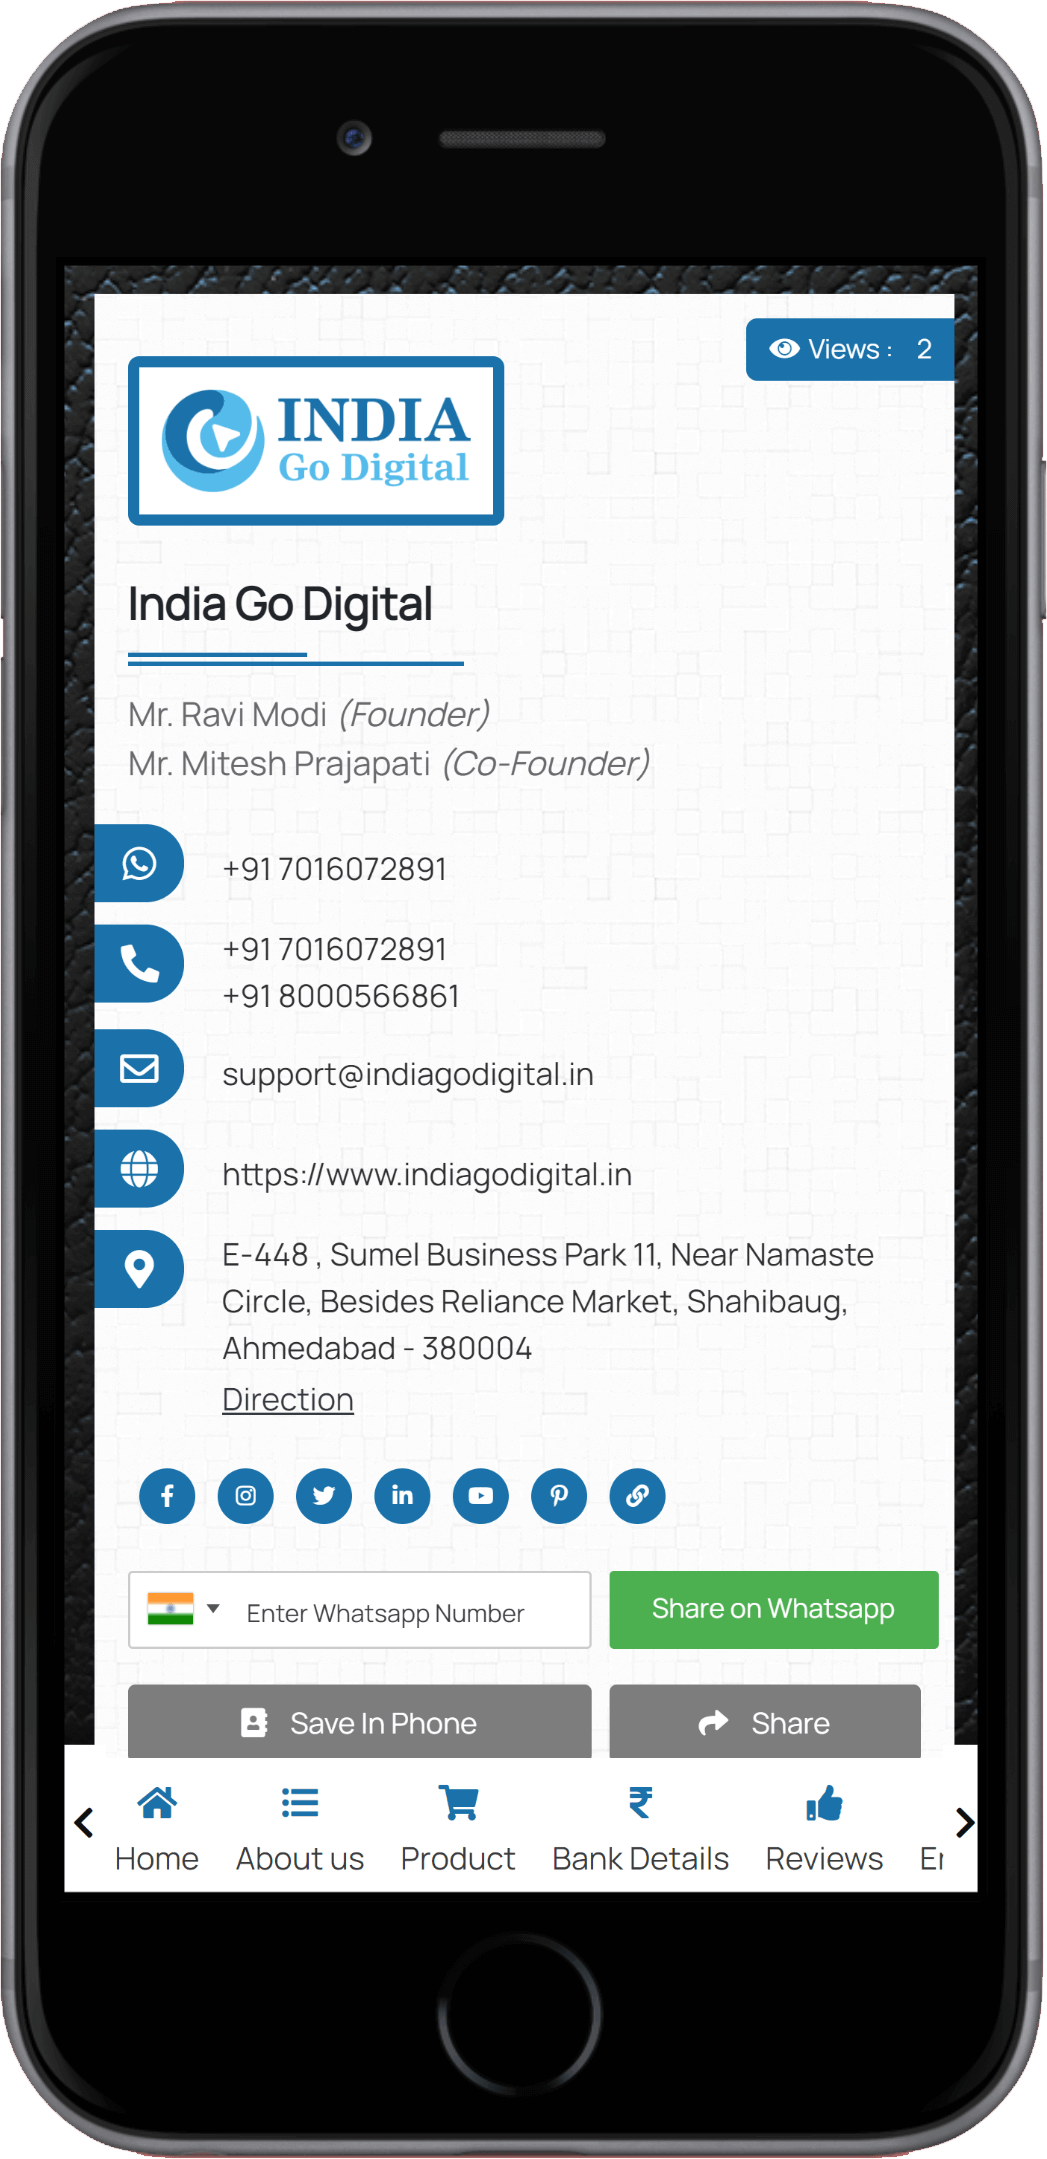 Views : 2
INDIA
Go Digital
India Go Digital
Mr. Ravi Modi (Founder)
Mr. Mitesh Prajapati (Co-Founder)
+91 7016072891
+91 7016072891
+91 8000566861
support@indiagodigital.in
https://www.indiagodigital.in
E-448 , Sumel Business Park 11, Near Namaste
Circle, Besides Reliance Market, Shahibaug,
Ahmedabad - 380004
Direction
Enter Whatsapp Number
Share on Whatsapp
Save In Phone
Share
Home About us Product Bank Details Reviews